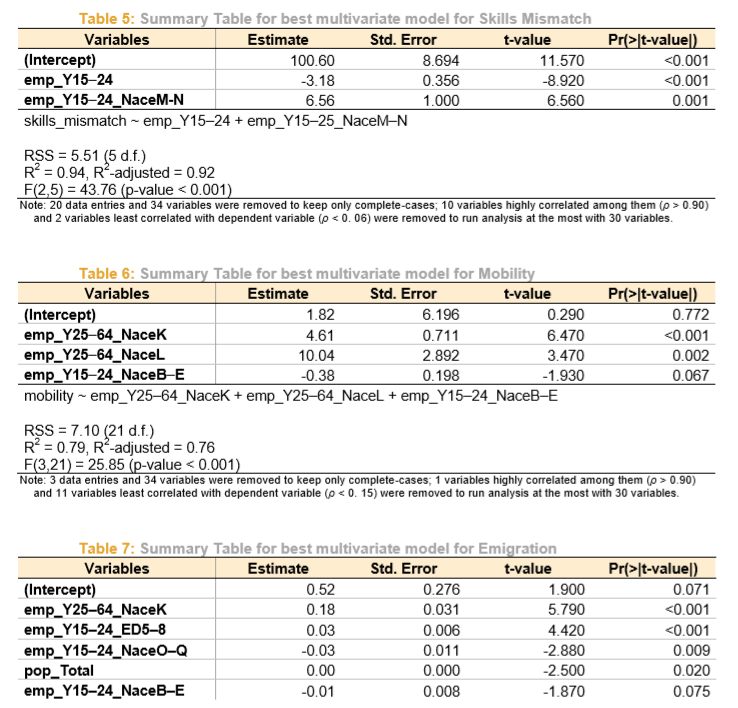 Table 5: Summary Table for best multivariate model for Skills Mismatch
Variables Estimate Std. Error t-value Pr(>|t-value|)
(Intercept) 100.60 8.694 11.570 <0.001
emp_Y15–24 -3.18 0.356 -8.920 <0.001
emp_Y15–24_NaceM-N 6.56 1.000 6.560 0.001
skills_mismatch ~ emp_Y15–24 + emp_Y15–25_NaceM–N
RSS = 5.51 (5 d.f.)
R² = 0.94, R²-adjusted = 0.92
F(2,5) = 43.76 (p-value < 0.001)
Note: 20 data entries and 34 variables were removed to keep only complete-cases; 10 variables highly correlated among them (ρ > 0.90)
and 2 variables least correlated with dependent variable (ρ < 0. 06) were removed to run analysis at the most with 30 variables.
Table 6: Summary Table for best multivariate model for Mobility
Variables Estimate Std. Error t-value Pr(>|t-value|)
(Intercept) 1.82 6.196 0.290 0.772
emp_Y25–64_NaceK 4.61 0.711 6.470 <0.001
emp_Y25–64_NaceL 10.04 2.892 3.470 0.002
emp_Y15–24_NaceB–E -0.38 0.198 -1.930 0.067
mobility ~ emp_Y25–64_NaceK + emp_Y25–64_NaceL + emp_Y15–24_NaceB–E
RSS = 7.10 (21 d.f.)
R² = 0.79, R²-adjusted = 0.76
F(3,21) = 25.85 (p-value < 0.001)
Note: 3 data entries and 34 variables were removed to keep only complete-cases; 1 variables highly correlated among them (ρ > 0.90)
and 11 variables least correlated with dependent variable (ρ < 0. 15) were removed to run analysis at the most with 30 variables.
Table 7: Summary Table for best multivariate model for Emigration
Variables Estimate Std. Error t-value Pr(>|t-value|)
(Intercept) 0.52 0.276 1.900 0.071
emp_Y25–64_NaceK 0.18 0.031 5.790 <0.001
emp_Y15–24_ED5–8 0.03 0.006 4.420 <0.001
emp_Y15–24_NaceO–Q -0.03 0.011 -2.880 0.009
pop_Total 0.00 0.000 -2.500 0.020
emp_Y15–24_NaceB–E -0.01 0.008 -1.870 0.075